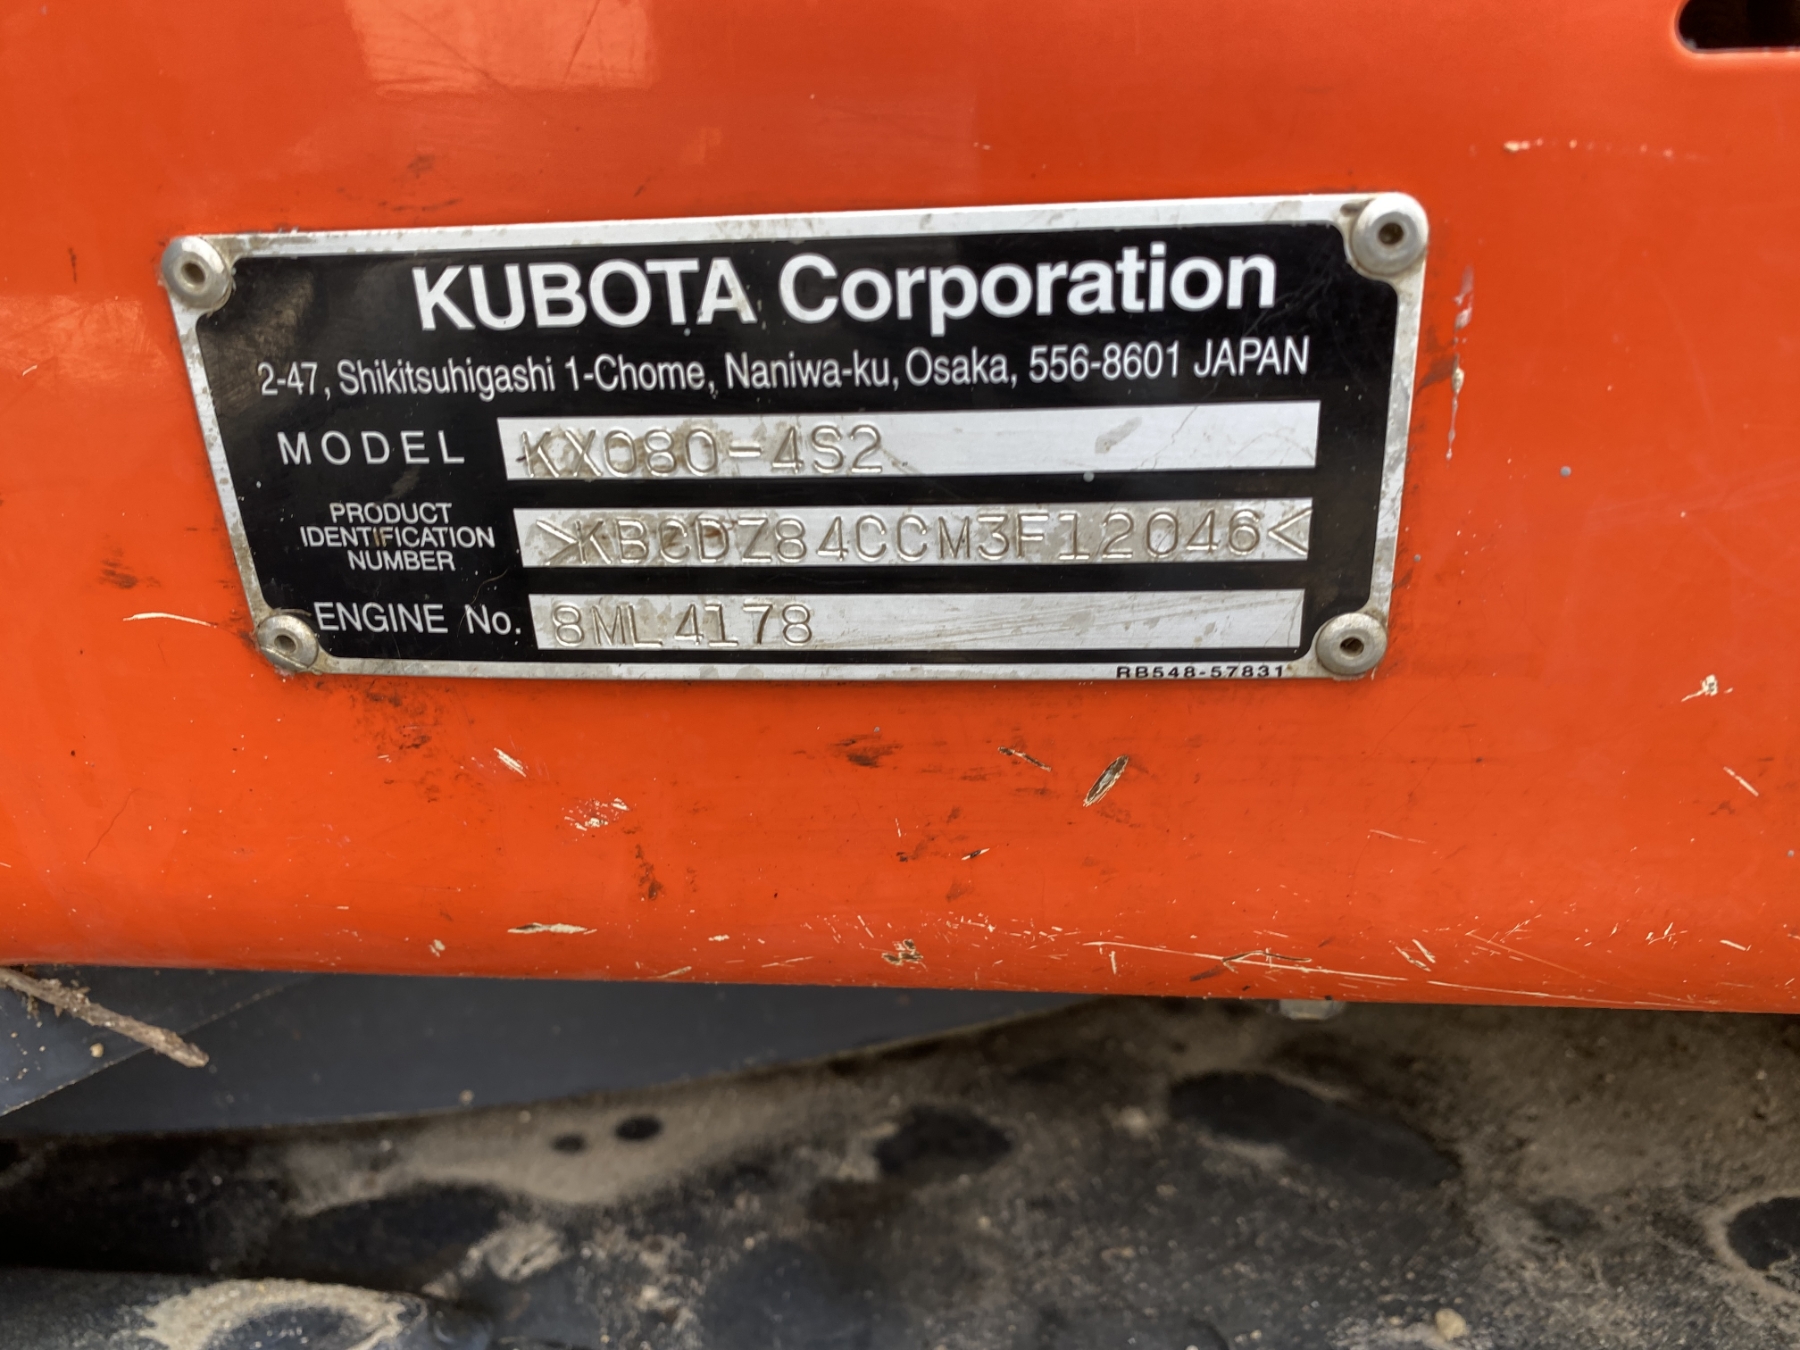 KUBOTA Corporation
2-47, Shikitsuhigashi 1-Chome, Naniwa-ku, Osaka, 556-8601 JAPAN
MODEL KX080-4S2
PRODUCT
IDENTIFICATION
NUMBER
>KBCDZ84CCM3F12046<
ENGINE No. 8ML4178
RB548-57831